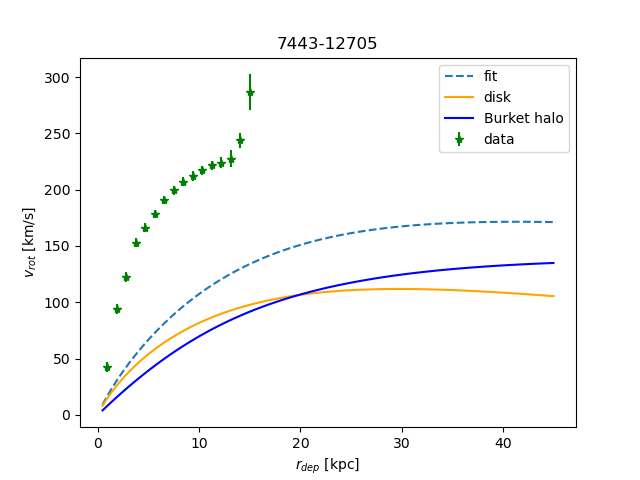 7443-12705
300
250
200
150
100
50
0
v_rot [km/s]
fit
disk
Burket halo
data
0 10 20 30 40
r_dep [kpc]